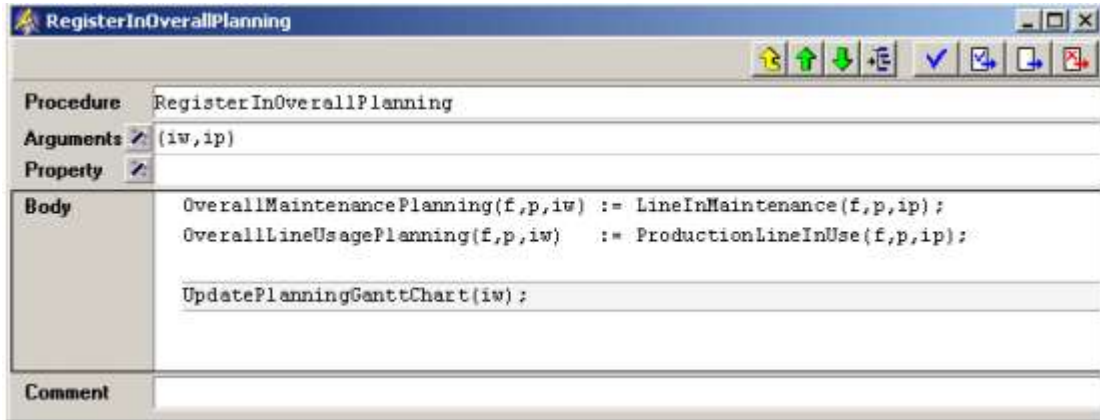 RegisterInOverallPlanning
Procedure RegisterInOverallPlanning
Arguments (iw,ip)
Property
Body OverallMaintenancePlanning(f,p,iw) := LineInMaintenance(f,p,ip);
OverallLineUsagePlanning(f,p,iw) := ProductionLineInUse(f,p,ip);
UpdatePlanningGanttChart(iw);
Comment